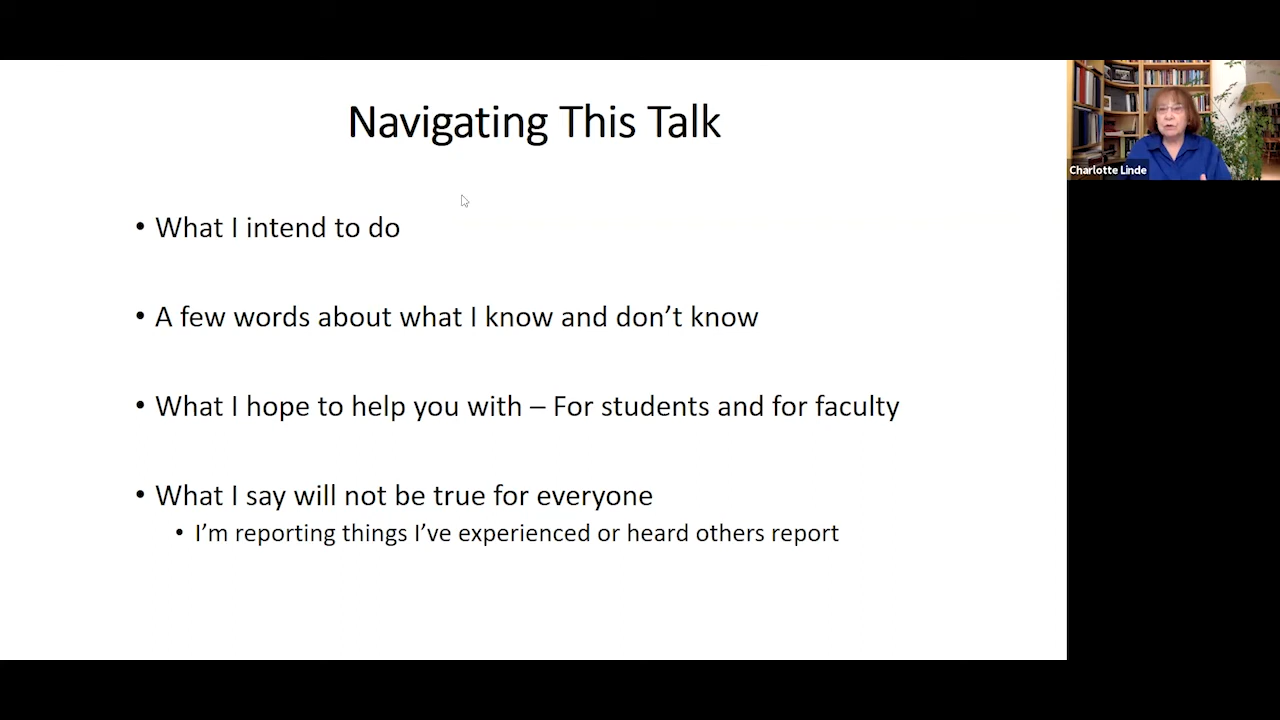 Navigating This Talk
Charlotte Linde
• What I intend to do
• A few words about what I know and don’t know
• What I hope to help you with – For students and for faculty
• What I say will not be true for everyone
• I’m reporting things I’ve experienced or heard others report